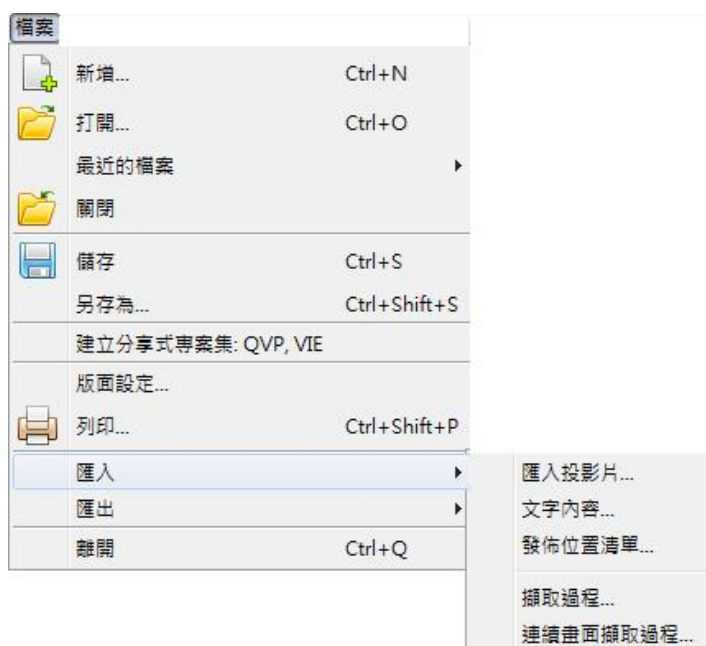 檔案
新增... Ctrl+N
打開... Ctrl+O
最近的檔案
關閉
儲存 Ctrl+S
另存為... Ctrl+Shift+S
建立分享式專案集: QVP, VIE
版面設定...
列印... Ctrl+Shift+P
匯入
匯出
離開 Ctrl+Q
匯入投影片...
文字內容...
發佈位置清單...
擷取過程...
連續畫面擷取過程...